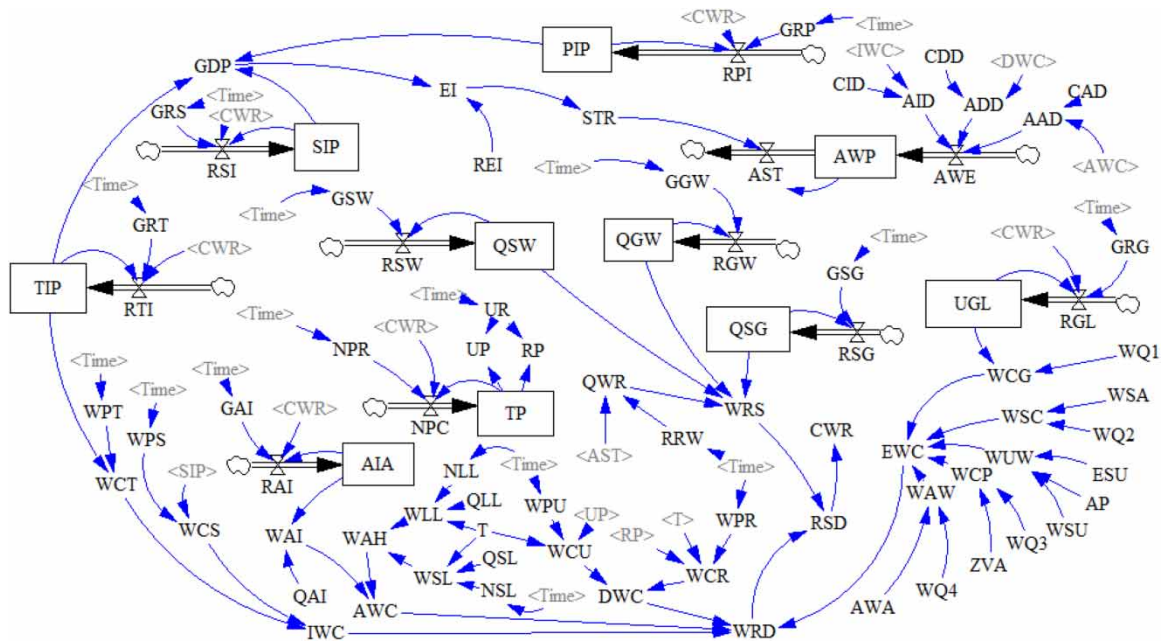 <CWR> GRP <Time>
PIP
RPI
GDP
<IWC> CDD <DWC>
CID AID ADD CAD
EI
STR
AAD
GRS <Time>
<CWR>
SIP
RSI
REI
AST
AWP
AWE
<AWC>
<Time>
GGW
<Time>
GSW
<Time>
GRT
<CWR>
QSW
RSW
QGW
RGW
<Time>
GSG
<CWR>
<Time>
GRG
TIP
RTI
UGL
RGL
<Time>
UR
UP RP
<Time>
NPR
<CWR>
QSG
RSG
TP
NPC
WCG
WQ1
<Time>
WPT
<Time>
WPS
<Time>
GAI
<CWR>
QWR
WRS
RRW
<AST>
<Time>
CWR
WSC
WSA
WQ2
EWC
WUW
ESU
WCP
AP
WAW
WSU
WQ3
ZVA
WQ4
AWA
AIA
RAI
WCT
<SIP>
WCS
NLL
<Time>
QLL
WLL
WPU
<UP>
T
WAH
WCU
WAI
WSL
QSL
NSL
<Time>
QAI
<RP>
<T>
WPR
WCR
RSD
DWC
AWC
IWC
WRD